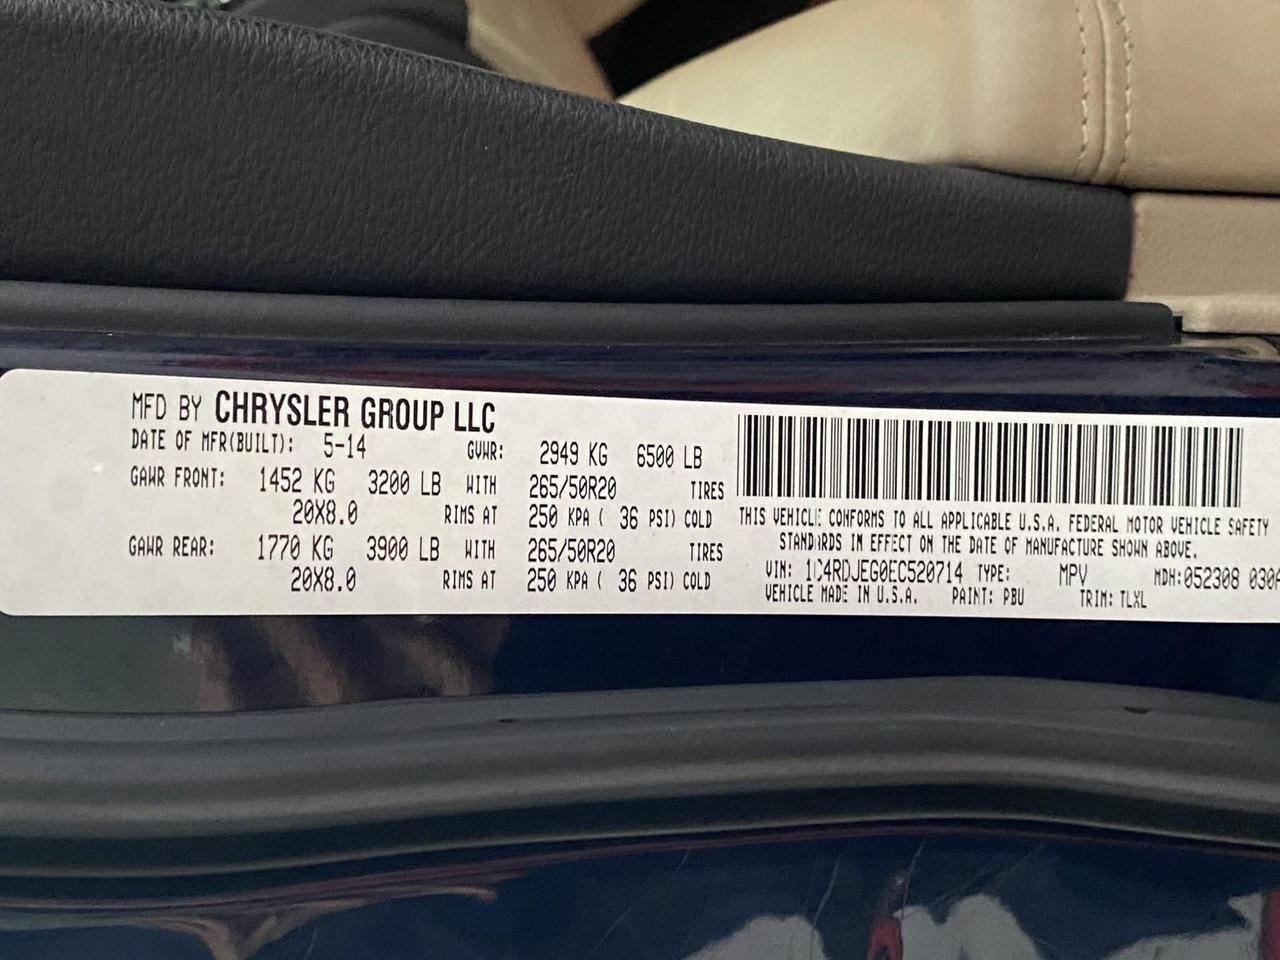 MFD BY CHRYSLER GROUP LLC
DATE OF MFR(BUILT): 5-14 GVWR: 2949 KG 6500 LB
GAWR FRONT: 1452 KG 3200 LB WITH 265/50R20 TIRES
20X8.0 RIMS AT 250 KPA ( 36 PSI) COLD
GAWR REAR: 1770 KG 3900 LB WITH 265/50R20 TIRES
20X8.0 RIMS AT 250 KPA ( 36 PSI) COLD
THIS VEHICLE CONFORMS TO ALL APPLICABLE U.S.A. FEDERAL MOTOR VEHICLE SAFETY
STANDARDS IN EFFECT ON THE DATE OF MANUFACTURE SHOWN ABOVE.
VIN: 1C4RDJEG0EC520714 TYPE: MPV MDH:052308 030A
VEHICLE MADE IN U.S.A. PAINT: PBU TRIM: TLXL